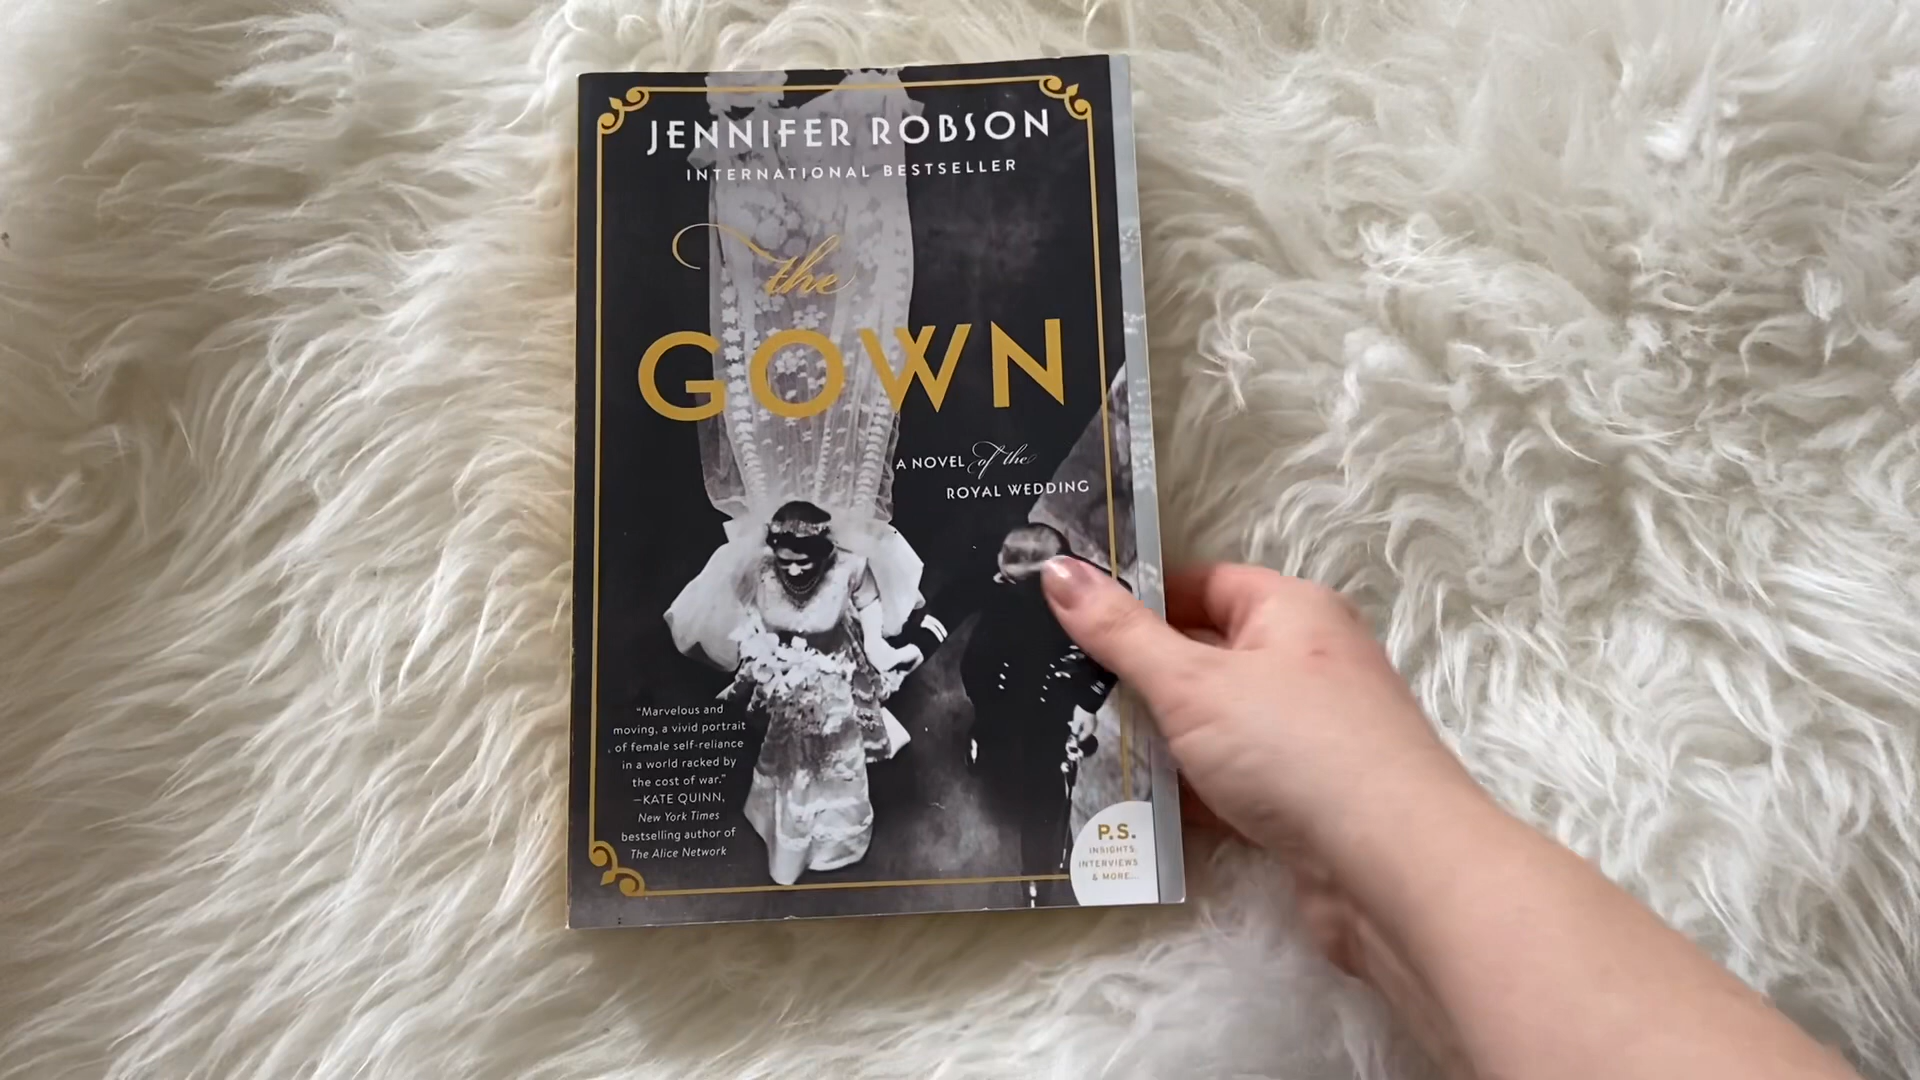 JENNIFER ROBSON
INTERNATIONAL BESTSELLER
the
GOWN
A NOVEL of the
ROYAL WEDDING
“Marvelous and
moving, a vivid portrait
of female self-reliance
in a world racked by
the cost of war.”
—KATE QUINN,
New York Times
bestselling author of
The Alice Network
P.S.
INSIGHTS
INTERVIEWS
& MORE...